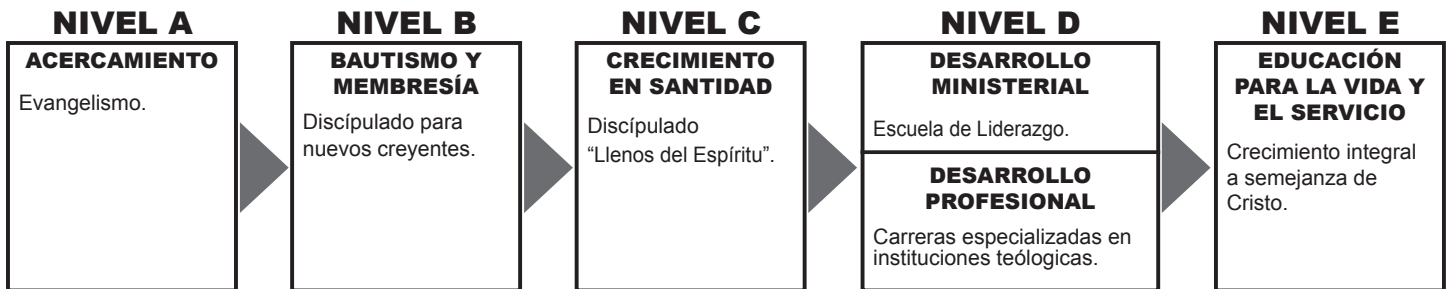 NIVEL A
ACERCAMIENTO
Evangelismo.
NIVEL B
BAUTISMO Y
MEMBRESÍA
Discípulado para
nuevos creyentes.
NIVEL C
CRECIMIENTO
EN SANTIDAD
Discípulado
“Llenos del Espíritu”.
NIVEL D
DESARROLLO
MINISTERIAL
Escuela de Liderazgo.
DESARROLLO
PROFESIONAL
Carreras especializadas en
instituciones teólogicas.
NIVEL E
EDUCACIÓN
PARA LA VIDA Y
EL SERVICIO
Crecimiento integral
a semejanza de
Cristo.